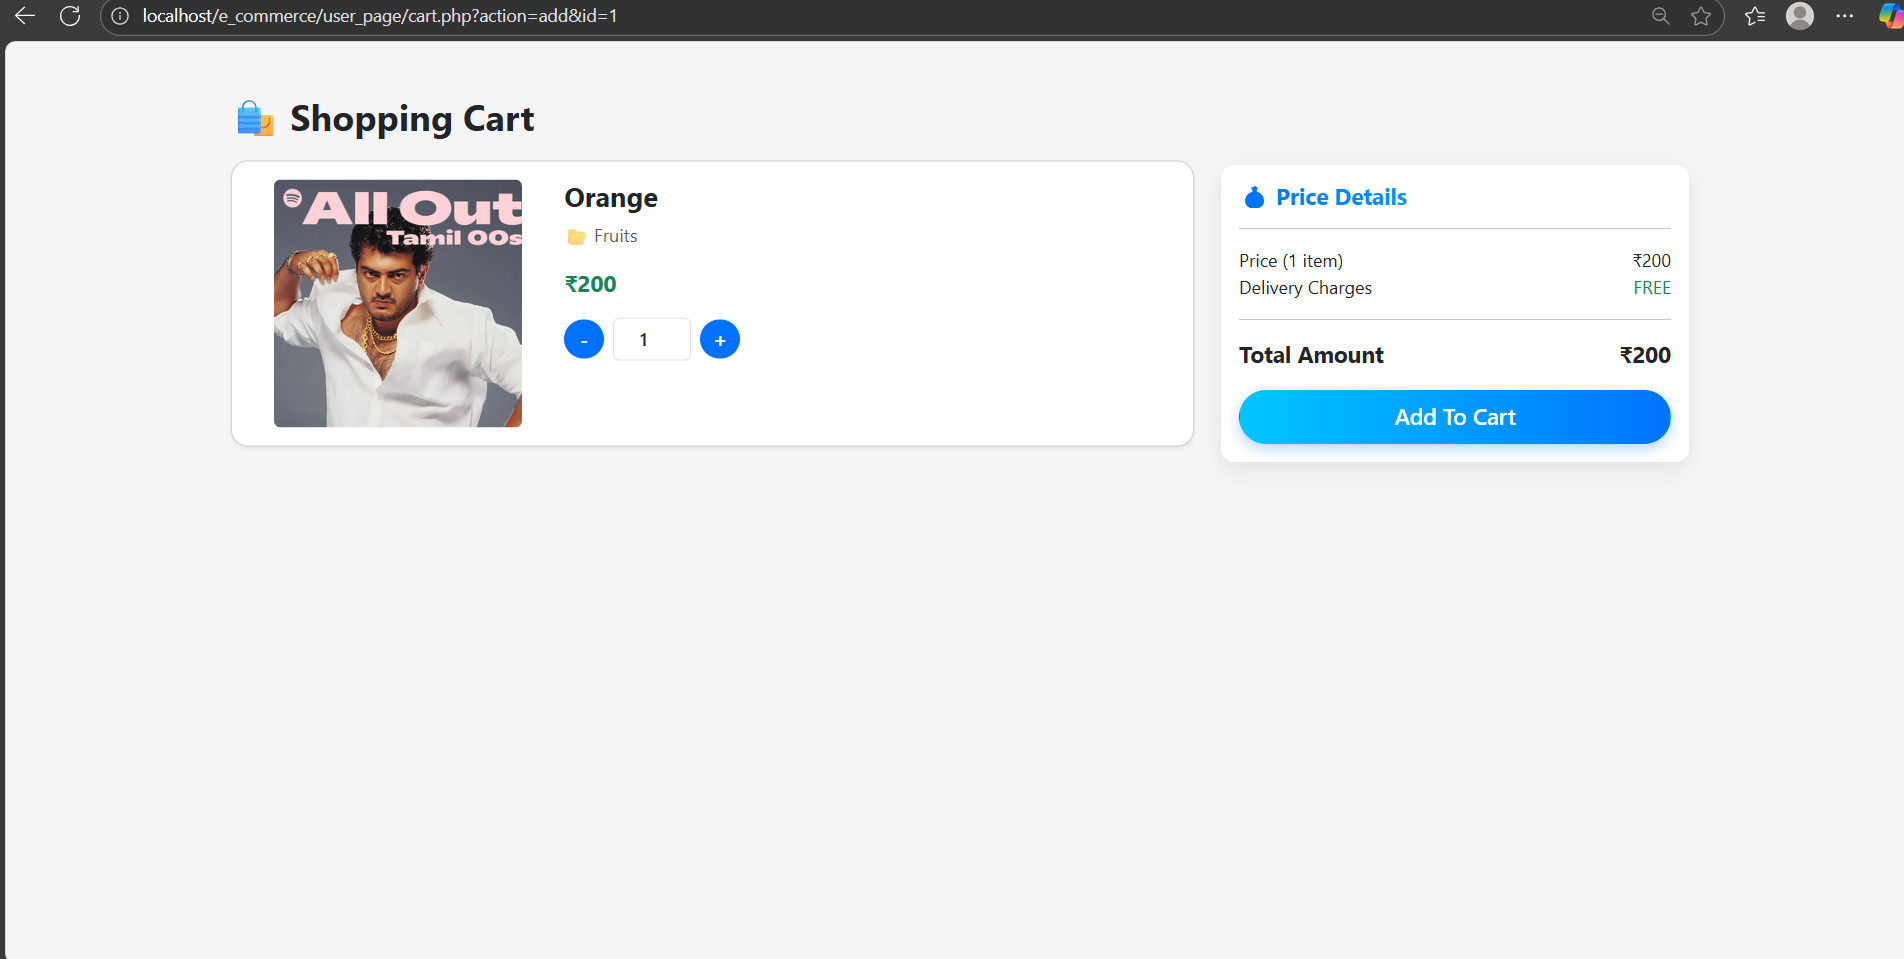 localhost/e_commerce/user_page/cart.php?action=add&id=1
Shopping Cart
All Out
Tamil 00s
Orange
Fruits
₹200
- 1 +
Price Details
Price (1 item) ₹200
Delivery Charges FREE
Total Amount ₹200
Add To Cart